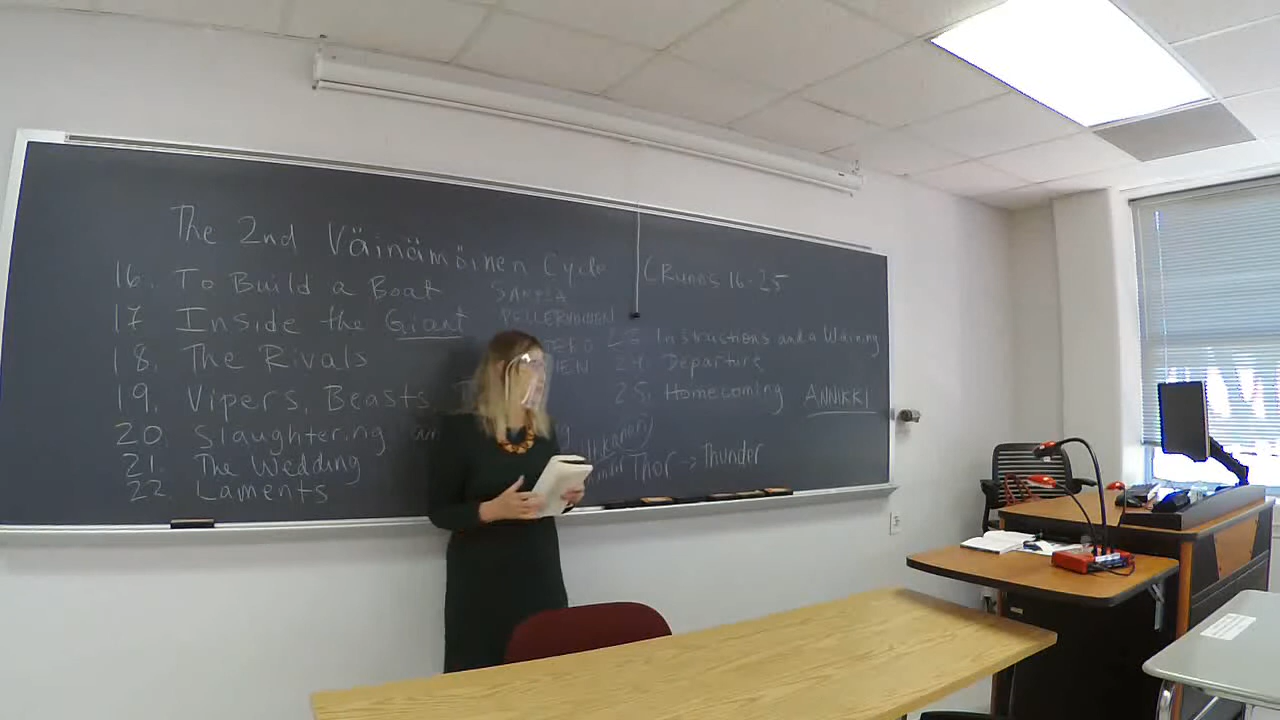 The 2nd Väinämöinen Cycle (Runos 16-25
16. To Build a Boat
17 Inside the Giant
18. The Rivals
19. Vipers, Beasts
20. Slaughtering
21. The Wedding
22. Laments
SAMPSA
PELLERVOINEN
23 Instructions and a Warning
24 Departure
25 Homecoming ANNIKKI
Thor → Thunder